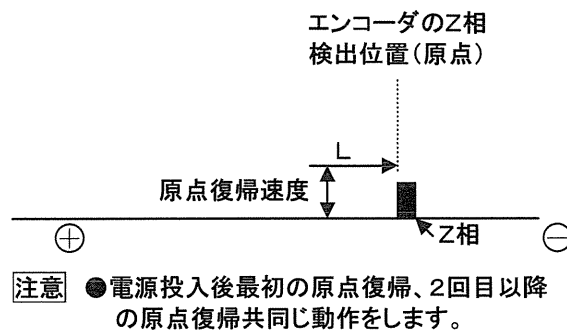 エンコーダのZ相
検出位置(原点)
L
原点復帰速度
Z相
⊕
⊖
注意 ●電源投入後最初の原点復帰、2回目以降
の原点復帰共同じ動作をします。